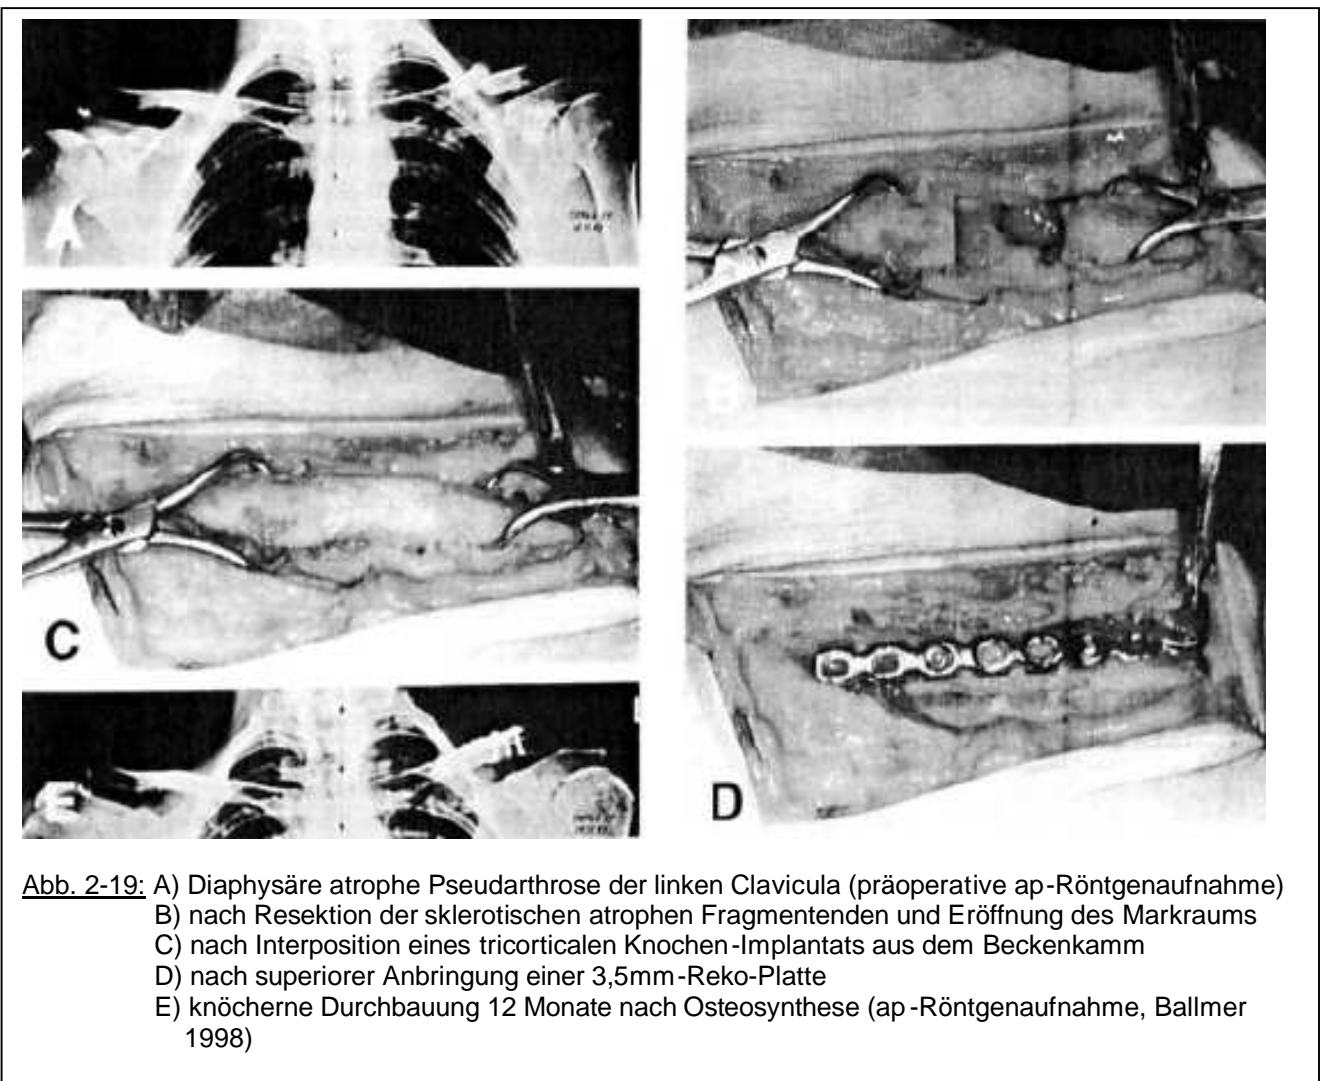 A
B
C
D
E
Abb. 2-19: A) Diaphysäre atrophe Pseudarthrose der linken Clavicula (präoperative ap-Röntgenaufnahme)
B) nach Resektion der sklerotischen atrophen Fragmentenden und Eröffnung des Markraums
C) nach Interposition eines tricorticalen Knochen-Implantats aus dem Beckenkamm
D) nach superiorer Anbringung einer 3,5mm-Reko-Platte
E) knöcherne Durchbauung 12 Monate nach Osteosynthese (ap-Röntgenaufnahme, Ballmer
1998)